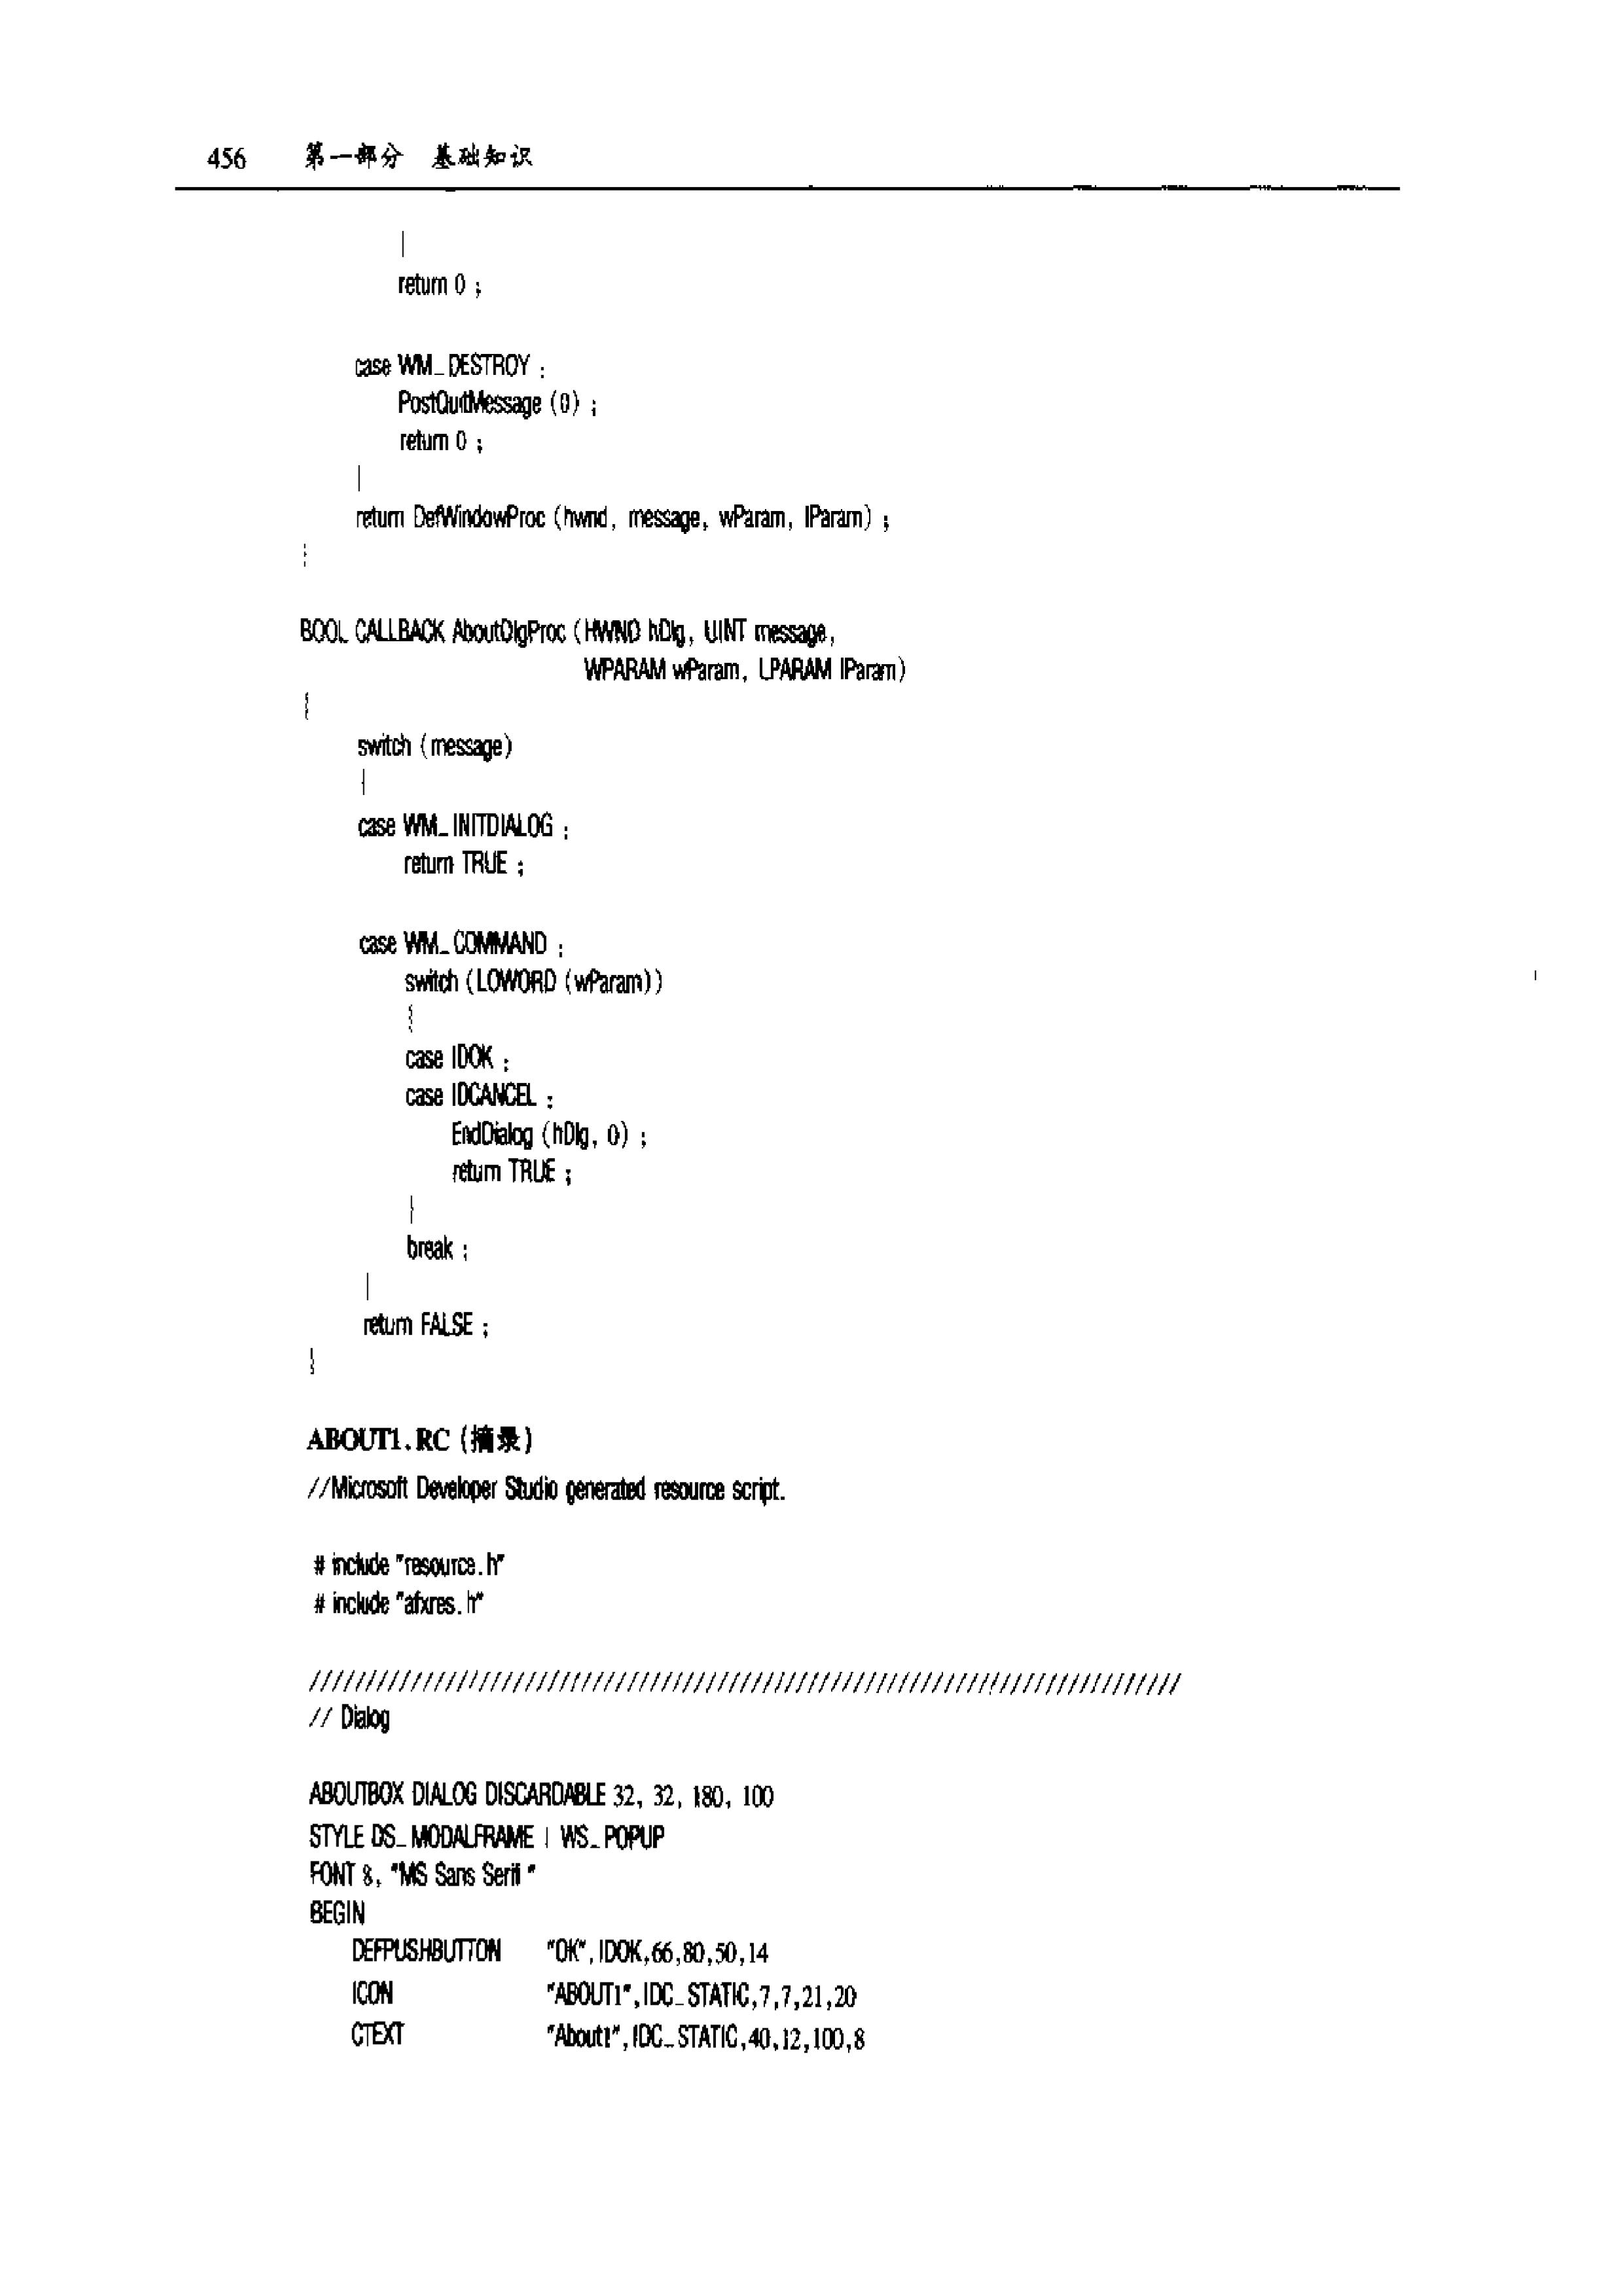 456 第一部分 基础知识
}
return 0 ;
case WM_DESTROY :
PostQuitMessage (0) ;
return 0 ;
}
return DefWindowProc (hwnd, message, wParam, lParam) ;
}
BOOL CALLBACK AboutDlgProc (HWND hDlg, UINT message,
WPARAM wParam, LPARAM lParam)
{
switch (message)
{
case WM_INITDIALOG :
return TRUE ;
case WM_COMMAND :
switch (LOWORD (wParam))
{
case IDOK :
case IDCANCEL :
EndDialog (hDlg, 0) ;
return TRUE ;
}
break ;
}
return FALSE ;
}
ABOUT1.RC (摘录)
//Microsoft Developer Studio generated resource script.
# include "resource.h"
# include "afxres.h"
/////////////////////////////////////////////////////////////////////////////
// Dialog
ABOUTBOX DIALOG DISCARDABLE 32, 32, 180, 100
STYLE DS_MODALFRAME | WS_POPUP
FONT 8, "MS Sans Serif "
BEGIN
DEFPUSHBUTTON "OK",IDOK,66,80,50,14
ICON "ABOUT1",IDC_STATIC,7,7,21,20
CTEXT "About1",IDC_STATIC,40,12,100,8